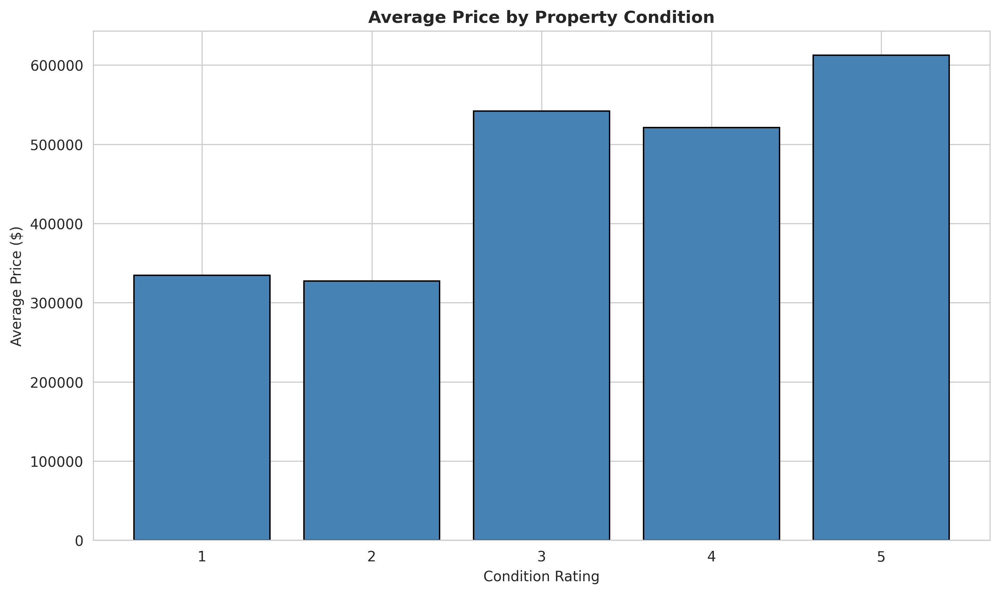 Average Price by Property Condition
Average Price ($)
600000
500000
400000
300000
200000
100000
0
1 2 3 4 5
Condition Rating